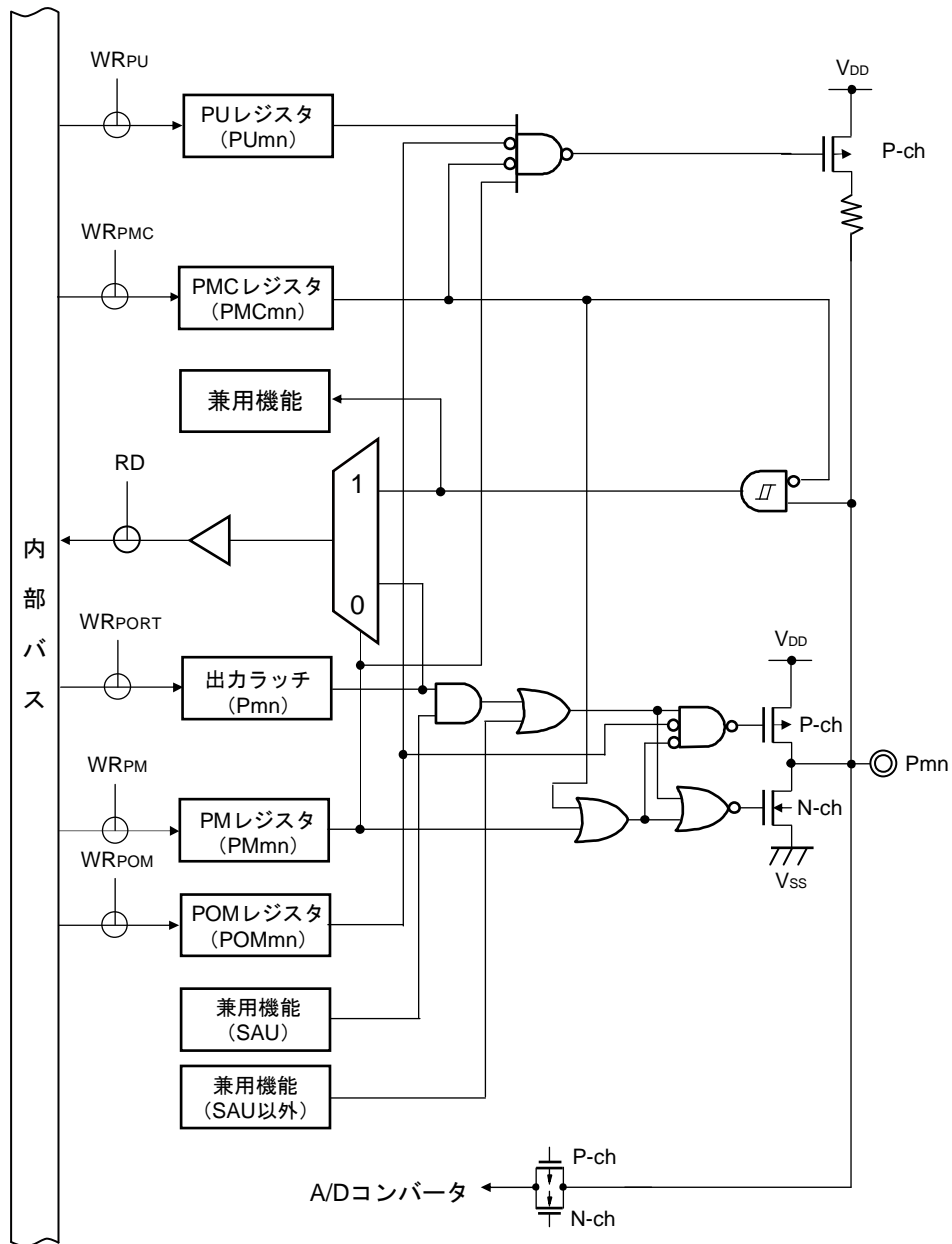 WRPU
PUレジスタ
（PUmn）
VDD
P-ch
WRPMC
PMCレジスタ
（PMCmn）
兼用機能
RD
1
0
内部バス
WRPORT
出力ラッチ
（Pmn）
VDD
P-ch
Pmn
N-ch
VSS
WRPM
PMレジスタ
（PMmn）
WRPOM
POMレジスタ
（POMmn）
兼用機能
（SAU）
兼用機能
（SAU以外）
P-ch
A/Dコンバータ
N-ch